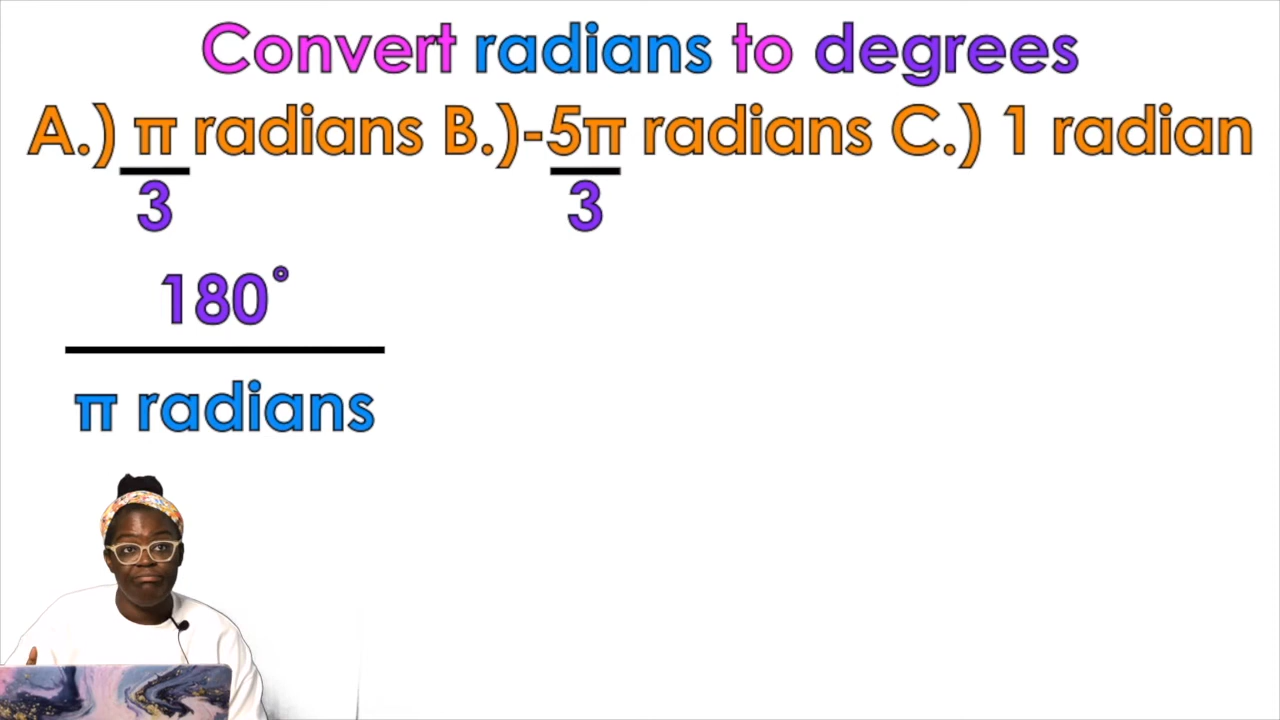 Convert radians to degrees
A.) π radians B.)-5π radians C.) 1 radian
3 3
180°
π radians